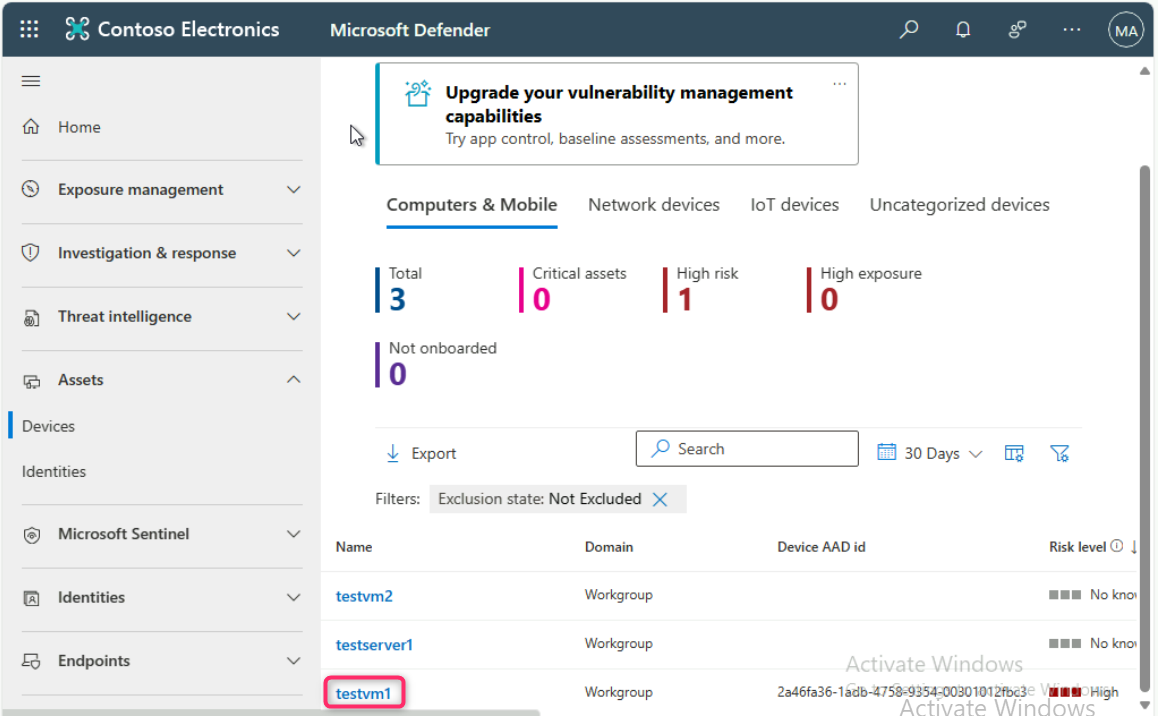 Contoso Electronics
Microsoft Defender
MA
Upgrade your vulnerability management
capabilities
Try app control, baseline assessments, and more.
Home
Exposure management
Investigation & response
Threat intelligence
Assets
Devices
Identities
Microsoft Sentinel
Identities
Endpoints
Computers & Mobile
Network devices
IoT devices
Uncategorized devices
Total
3
Critical assets
0
High risk
1
High exposure
0
Not onboarded
0
Export
Search
30 Days
Filters:
Exclusion state: Not Excluded
Name Domain Device AAD id Risk level
testvm2 Workgroup No know
testserver1 Workgroup No know
testvm1 Workgroup 2a46fa36-1adb-4758-9354-00301012fbc3 High
Activate Windows
Activate Windows